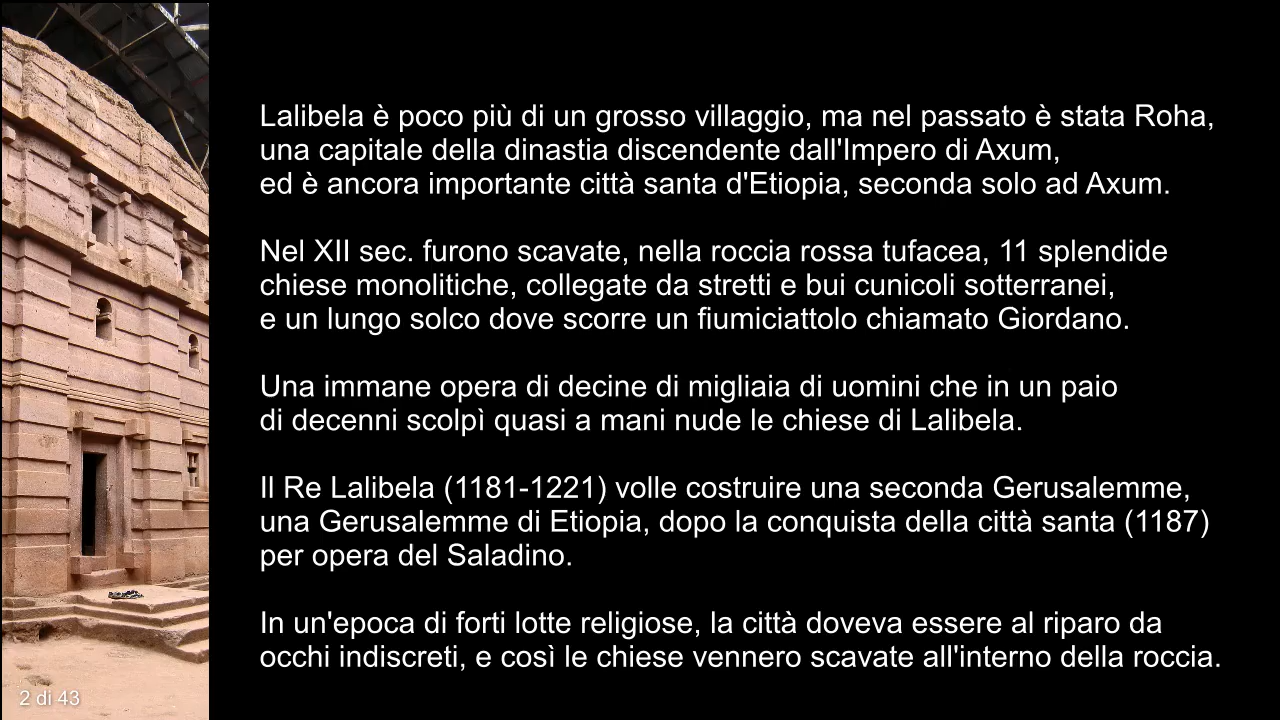 Lalibela è poco più di un grosso villaggio, ma nel passato è stata Roha,
una capitale della dinastia discendente dall'Impero di Axum,
ed è ancora importante città santa d'Etiopia, seconda solo ad Axum.
Nel XII sec. furono scavate, nella roccia rossa tufacea, 11 splendide
chiese monolitiche, collegate da stretti e bui cunicoli sotterranei,
e un lungo solco dove scorre un fiumiciattolo chiamato Giordano.
Una immane opera di decine di migliaia di uomini che in un paio
di decenni scolpì quasi a mani nude le chiese di Lalibela.
Il Re Lalibela (1181-1221) volle costruire una seconda Gerusalemme,
una Gerusalemme di Etiopia, dopo la conquista della città santa (1187)
per opera del Saladino.
In un'epoca di forti lotte religiose, la città doveva essere al riparo da
occhi indiscreti, e così le chiese vennero scavate all'interno della roccia.
2 di 43